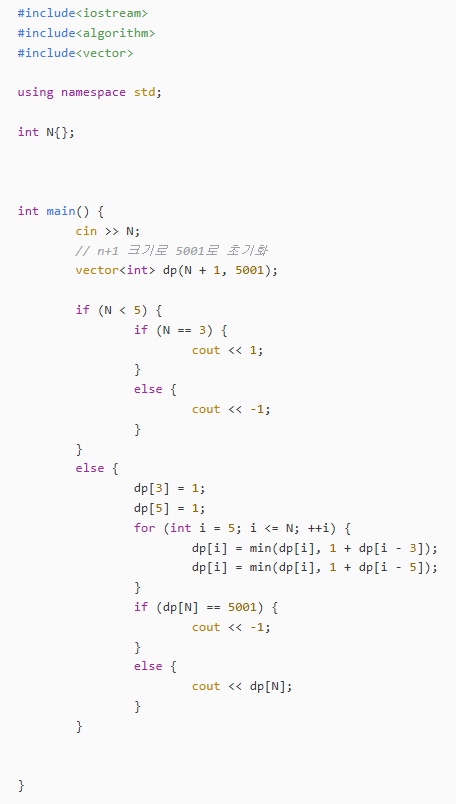 #include<iostream>
#include<algorithm>
#include<vector>
using namespace std;
int N{};
int main() {
cin >> N;
// n+1 크기로 5001로 초기화
vector<int> dp(N + 1, 5001);
if (N < 5) {
if (N == 3) {
cout << 1;
}
else {
cout << -1;
}
}
else {
dp[3] = 1;
dp[5] = 1;
for (int i = 5; i <= N; ++i) {
dp[i] = min(dp[i], 1 + dp[i - 3]);
dp[i] = min(dp[i], 1 + dp[i - 5]);
}
if (dp[N] == 5001) {
cout << -1;
}
else {
cout << dp[N];
}
}
}